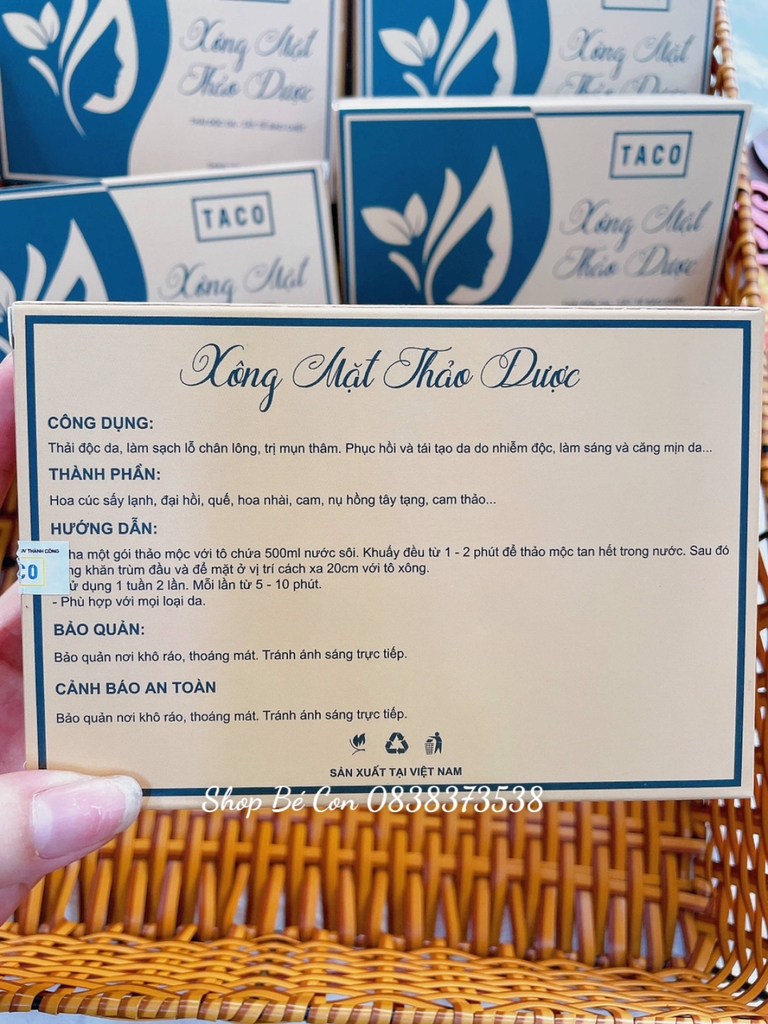 Xông Mặt
Thảo Dược
Xông Mặt
TACO
Xông Mặt
Thảo Dược
TACO
Xông Mặt
Xông Mặt Thảo Dược
CÔNG DỤNG:
Thải độc da, làm sạch lỗ chân lông, trị mụn thâm. Phục hồi và tái tạo da do nhiễm độc, làm sáng và căng mịn da...
THÀNH PHẦN:
Hoa cúc sấy lạnh, đại hồi, quế, hoa nhài, cam, nụ hồng tây tạng, cam thảo...
HƯỚNG DẪN:
một gói thảo mộc với tô chứa 500ml nước sôi. Khuấy đều từ 1 - 2 phút để thảo mộc tan hết trong nước. Sau đó
khăn trùm đầu và để mặt ở vị trí cách xa 20cm với tô xông.
dụng 1 tuần 2 lần. Mỗi lần từ 5 - 10 phút.
- Phù hợp với mọi loại da.
BẢO QUẢN:
Bảo quản nơi khô ráo, thoáng mát. Tránh ánh sáng trực tiếp.
CẢNH BÁO AN TOÀN
Bảo quản nơi khô ráo, thoáng mát. Tránh ánh sáng trực tiếp.
SẢN XUẤT TẠI VIỆT NAM
Shop Bé Con 0838373538